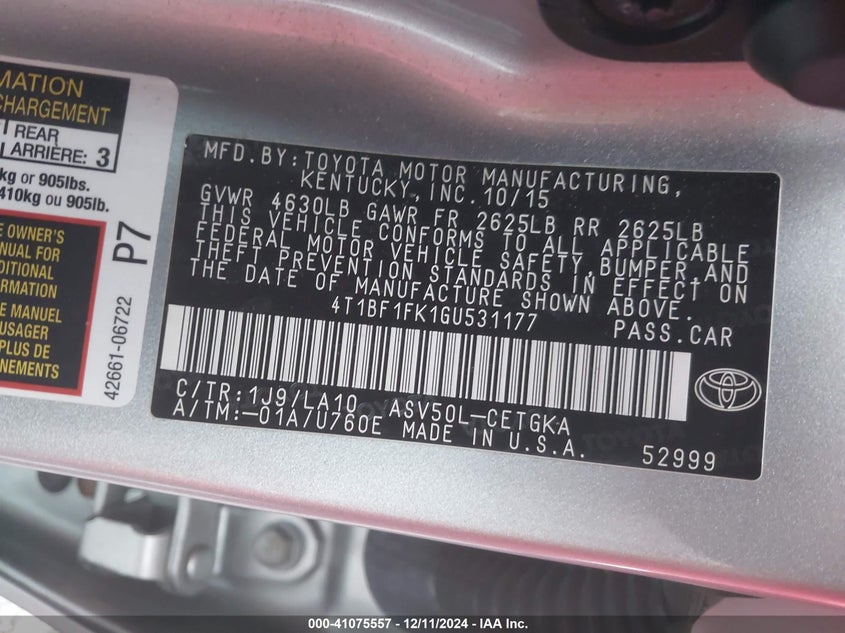 MATION
CHARGEMENT
REAR
ARRIÈRE: 3
kg or 905lbs.
410kg ou 905lb.
E OWNER'S
ANUAL FOR
DITIONAL
ORMATION
LE MANUEL
'USAGER
PLUS DE
GNEMENTS
P7
42661-06722
MFD.BY:TOYOTA MOTOR MANUFACTURING,
KENTUCKY,INC. 10/15
GVWR 4630LB GAWR FR 2625LB RR 2625LB
THIS VEHICLE CONFORMS TO ALL APPLICABLE
FEDERAL MOTOR VEHICLE SAFETY,BUMPER,AND
THEFT PREVENTION STANDARDS IN EFFECT ON
THE DATE OF MANUFACTURE SHOWN ABOVE.
4T1BF1FK1GU531177
PASS.CAR
C/TR:1J9/LA10 ASV50L-CETGKA
A/TM:-01A/U760E MADE IN U.S.A.
52999
000-41075557 - 12/11/2024 - IAA Inc.